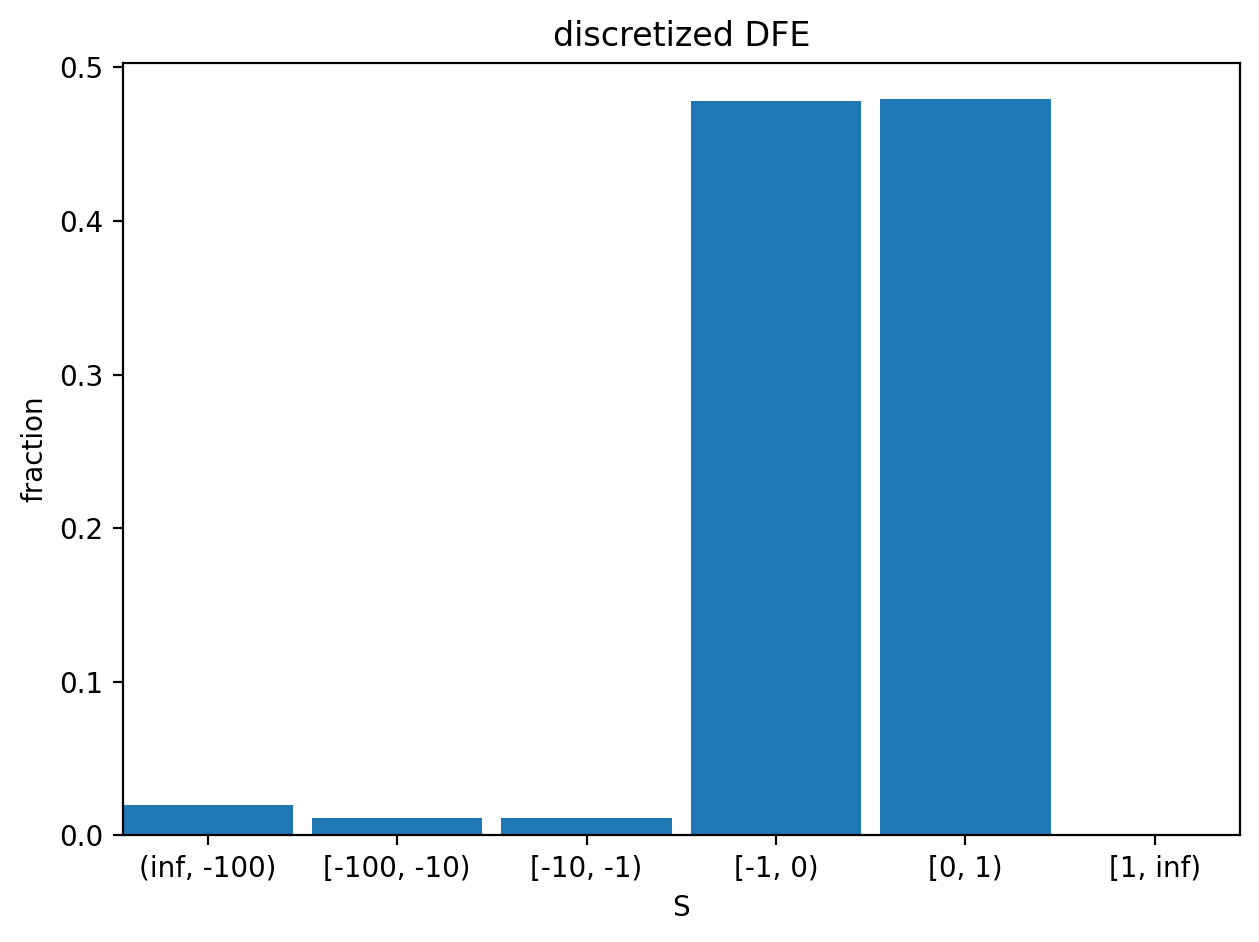 discretized DFE
0.5
0.4
0.3
0.2
0.1
0.0
fraction
(inf, -100) [-100, -10) [-10, -1) [-1, 0) [0, 1) [1, inf)
S